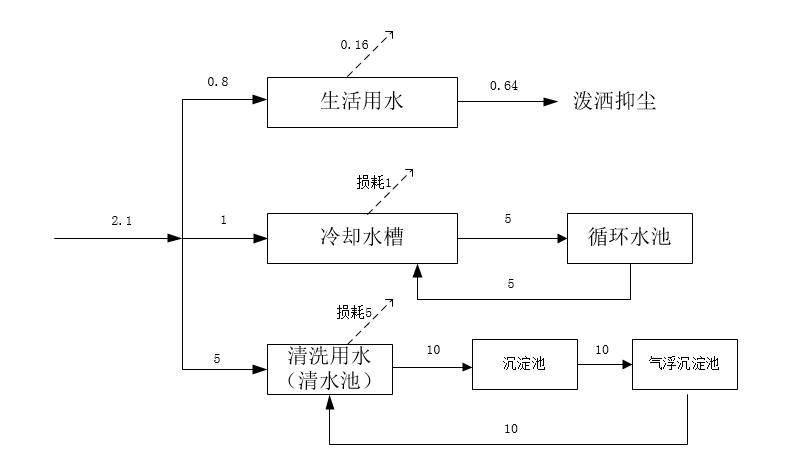 0.16
0.8
生活用水
0.64
泼洒抑尘
损耗1
2.1
1
冷却水槽
5
循环水池
5
损耗5
5
清洗用水
（清水池）
10
沉淀池
10
气浮沉淀池
10